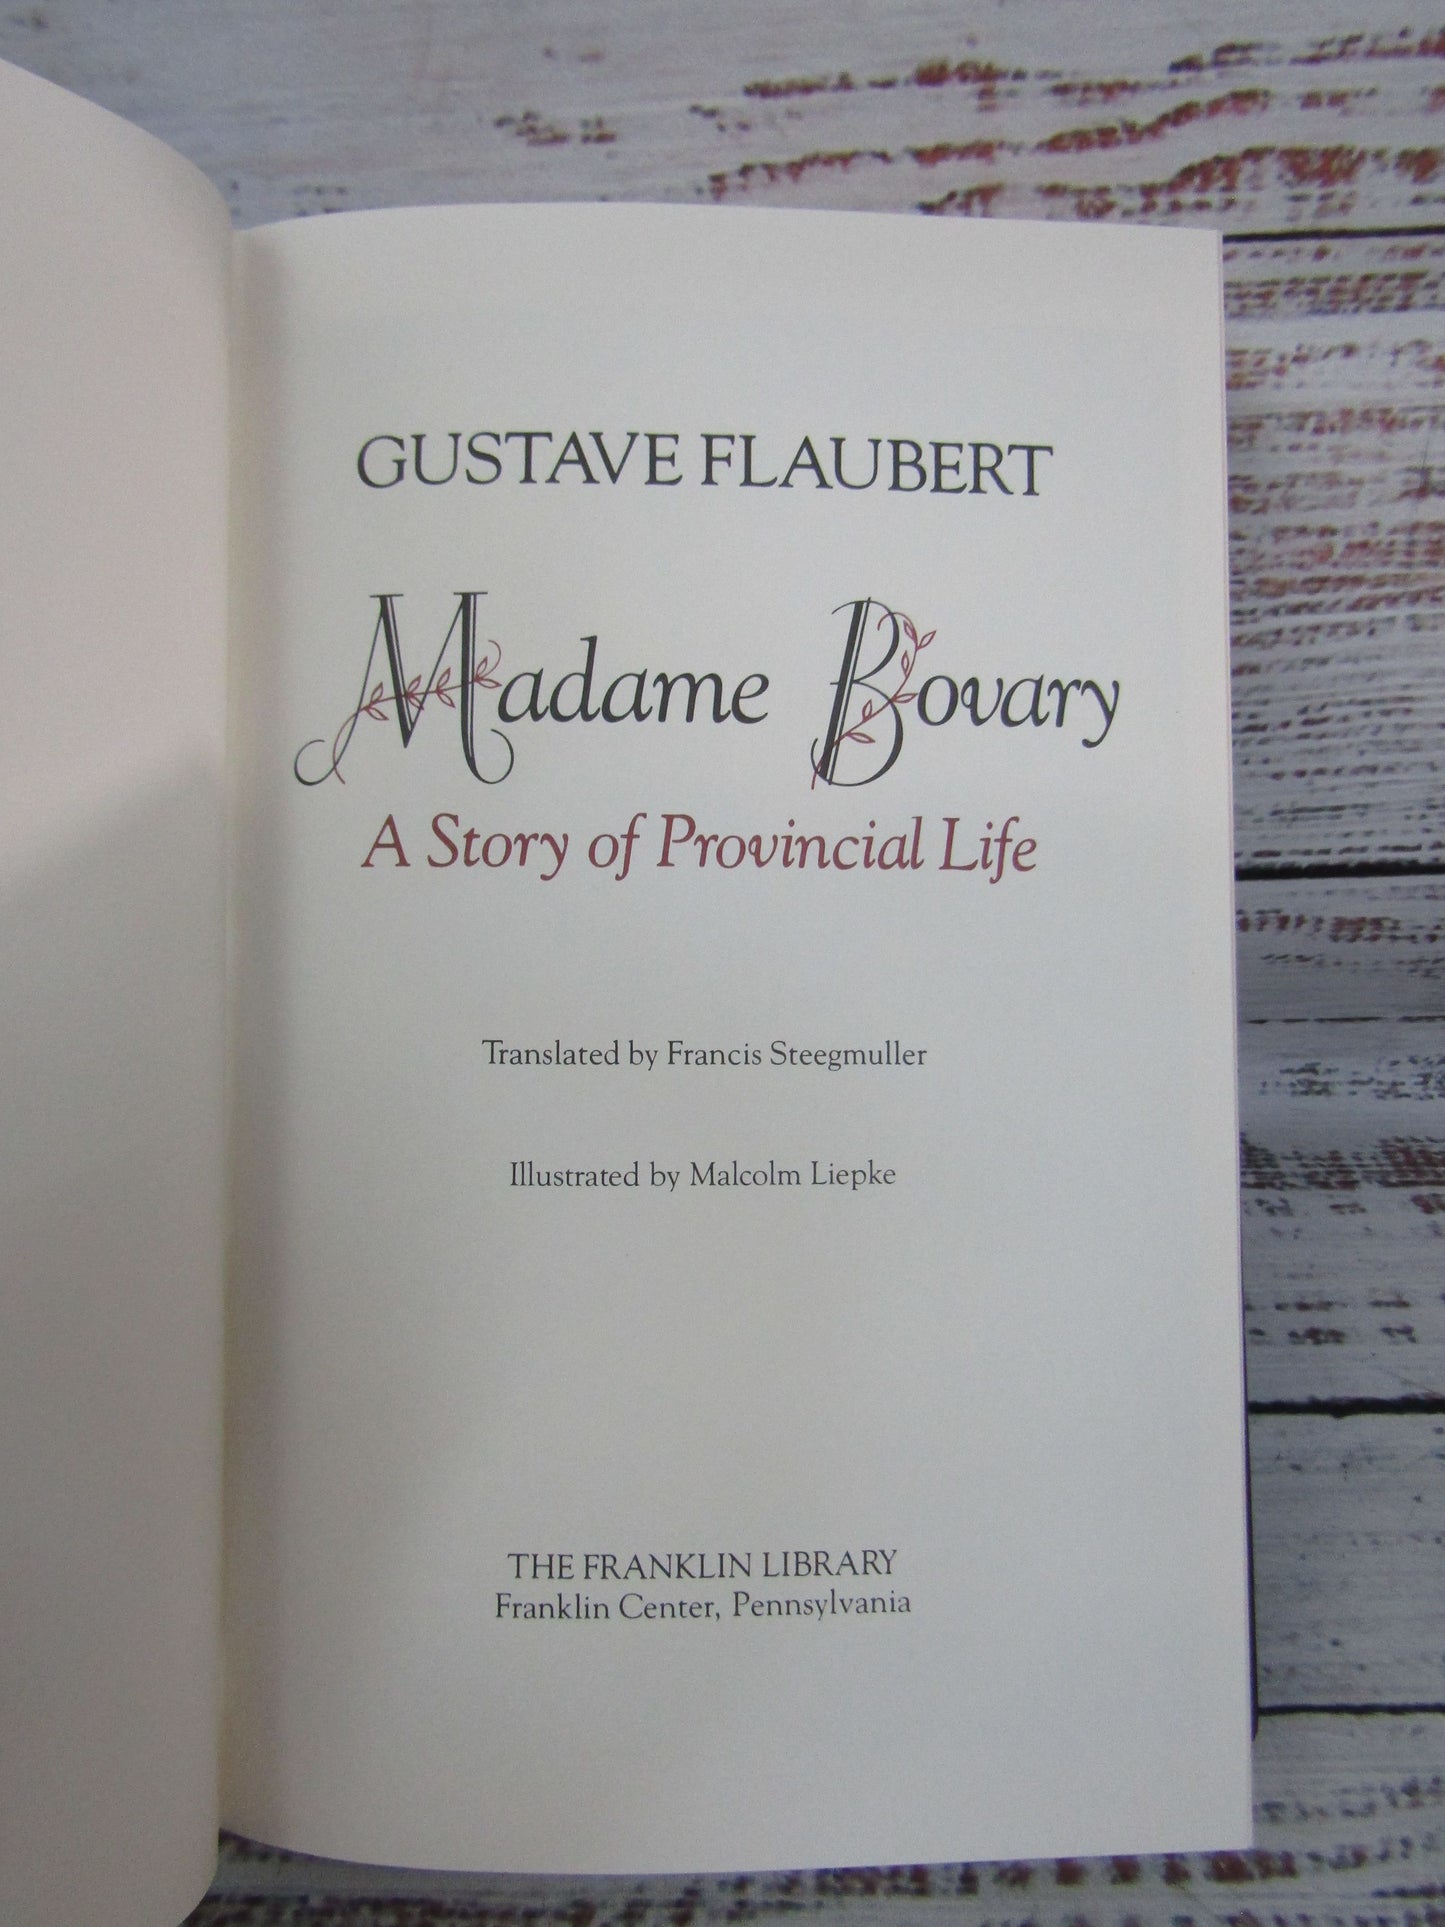 GUSTAVE FLAUBERT
Madame Bovary
A Story of Provincial Life
Translated by Francis Steegmuller
Illustrated by Malcolm Liepke
THE FRANKLIN LIBRARY
Franklin Center, Pennsylvania